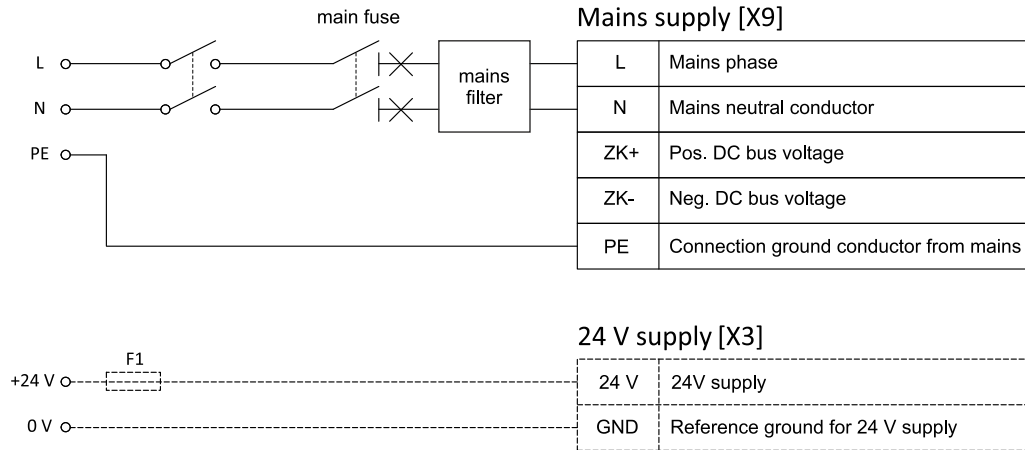 main fuse
Mains supply [X9]
L
mains
filter
L Mains phase
N
N Mains neutral conductor
PE
ZK+ Pos. DC bus voltage
ZK- Neg. DC bus voltage
PE Connection ground conductor from mains
24 V supply [X3]
F1
+24 V
24 V 24V supply
0 V
GND Reference ground for 24 V supply